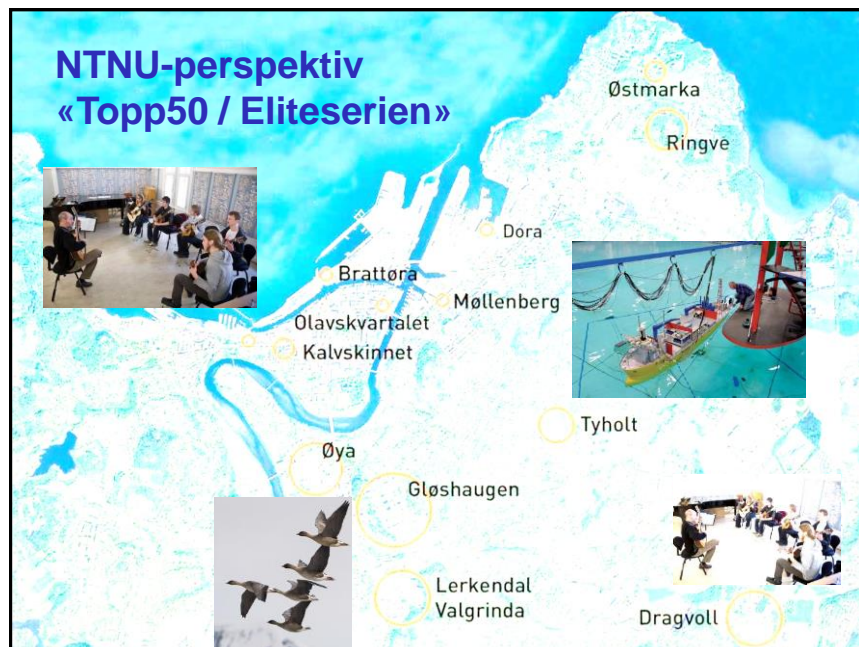 NTNU-perspektiv
«Topp50 / Eliteserien»
Østmarka
Ringve
Dora
Brattøra
Møllenberg
Olavskvartalet
Kalvskinnet
Tyholt
Øya
Gløshaugen
Lerkendal
Valgrinda
Dragvoll